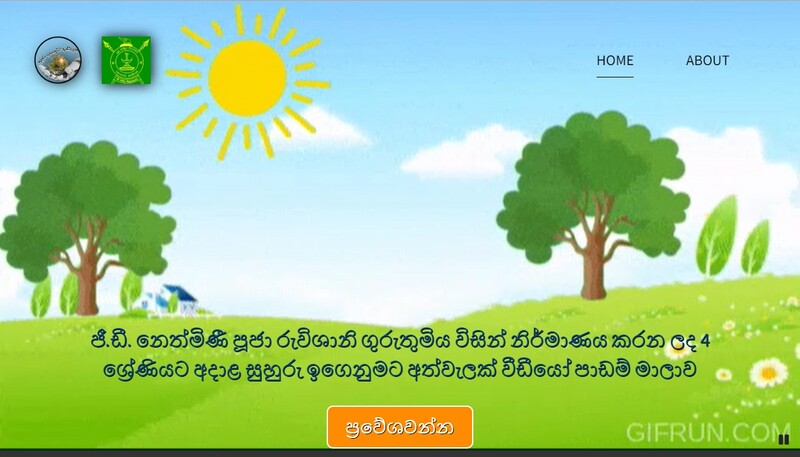 HOME ABOUT
ජී.ඩී. නෙත්මිණී පූජා රුවිශානි ගුරුතුමිය විසින් නිර්මාණය කරන ලද 4
ශ්‍රේණියට අදාළ සුහුරු ඉගෙනුමට අත්වැලක් වීඩියෝ පාඩම් මාලාව
ප්‍රවේශවන්න
GIFRUN.COM